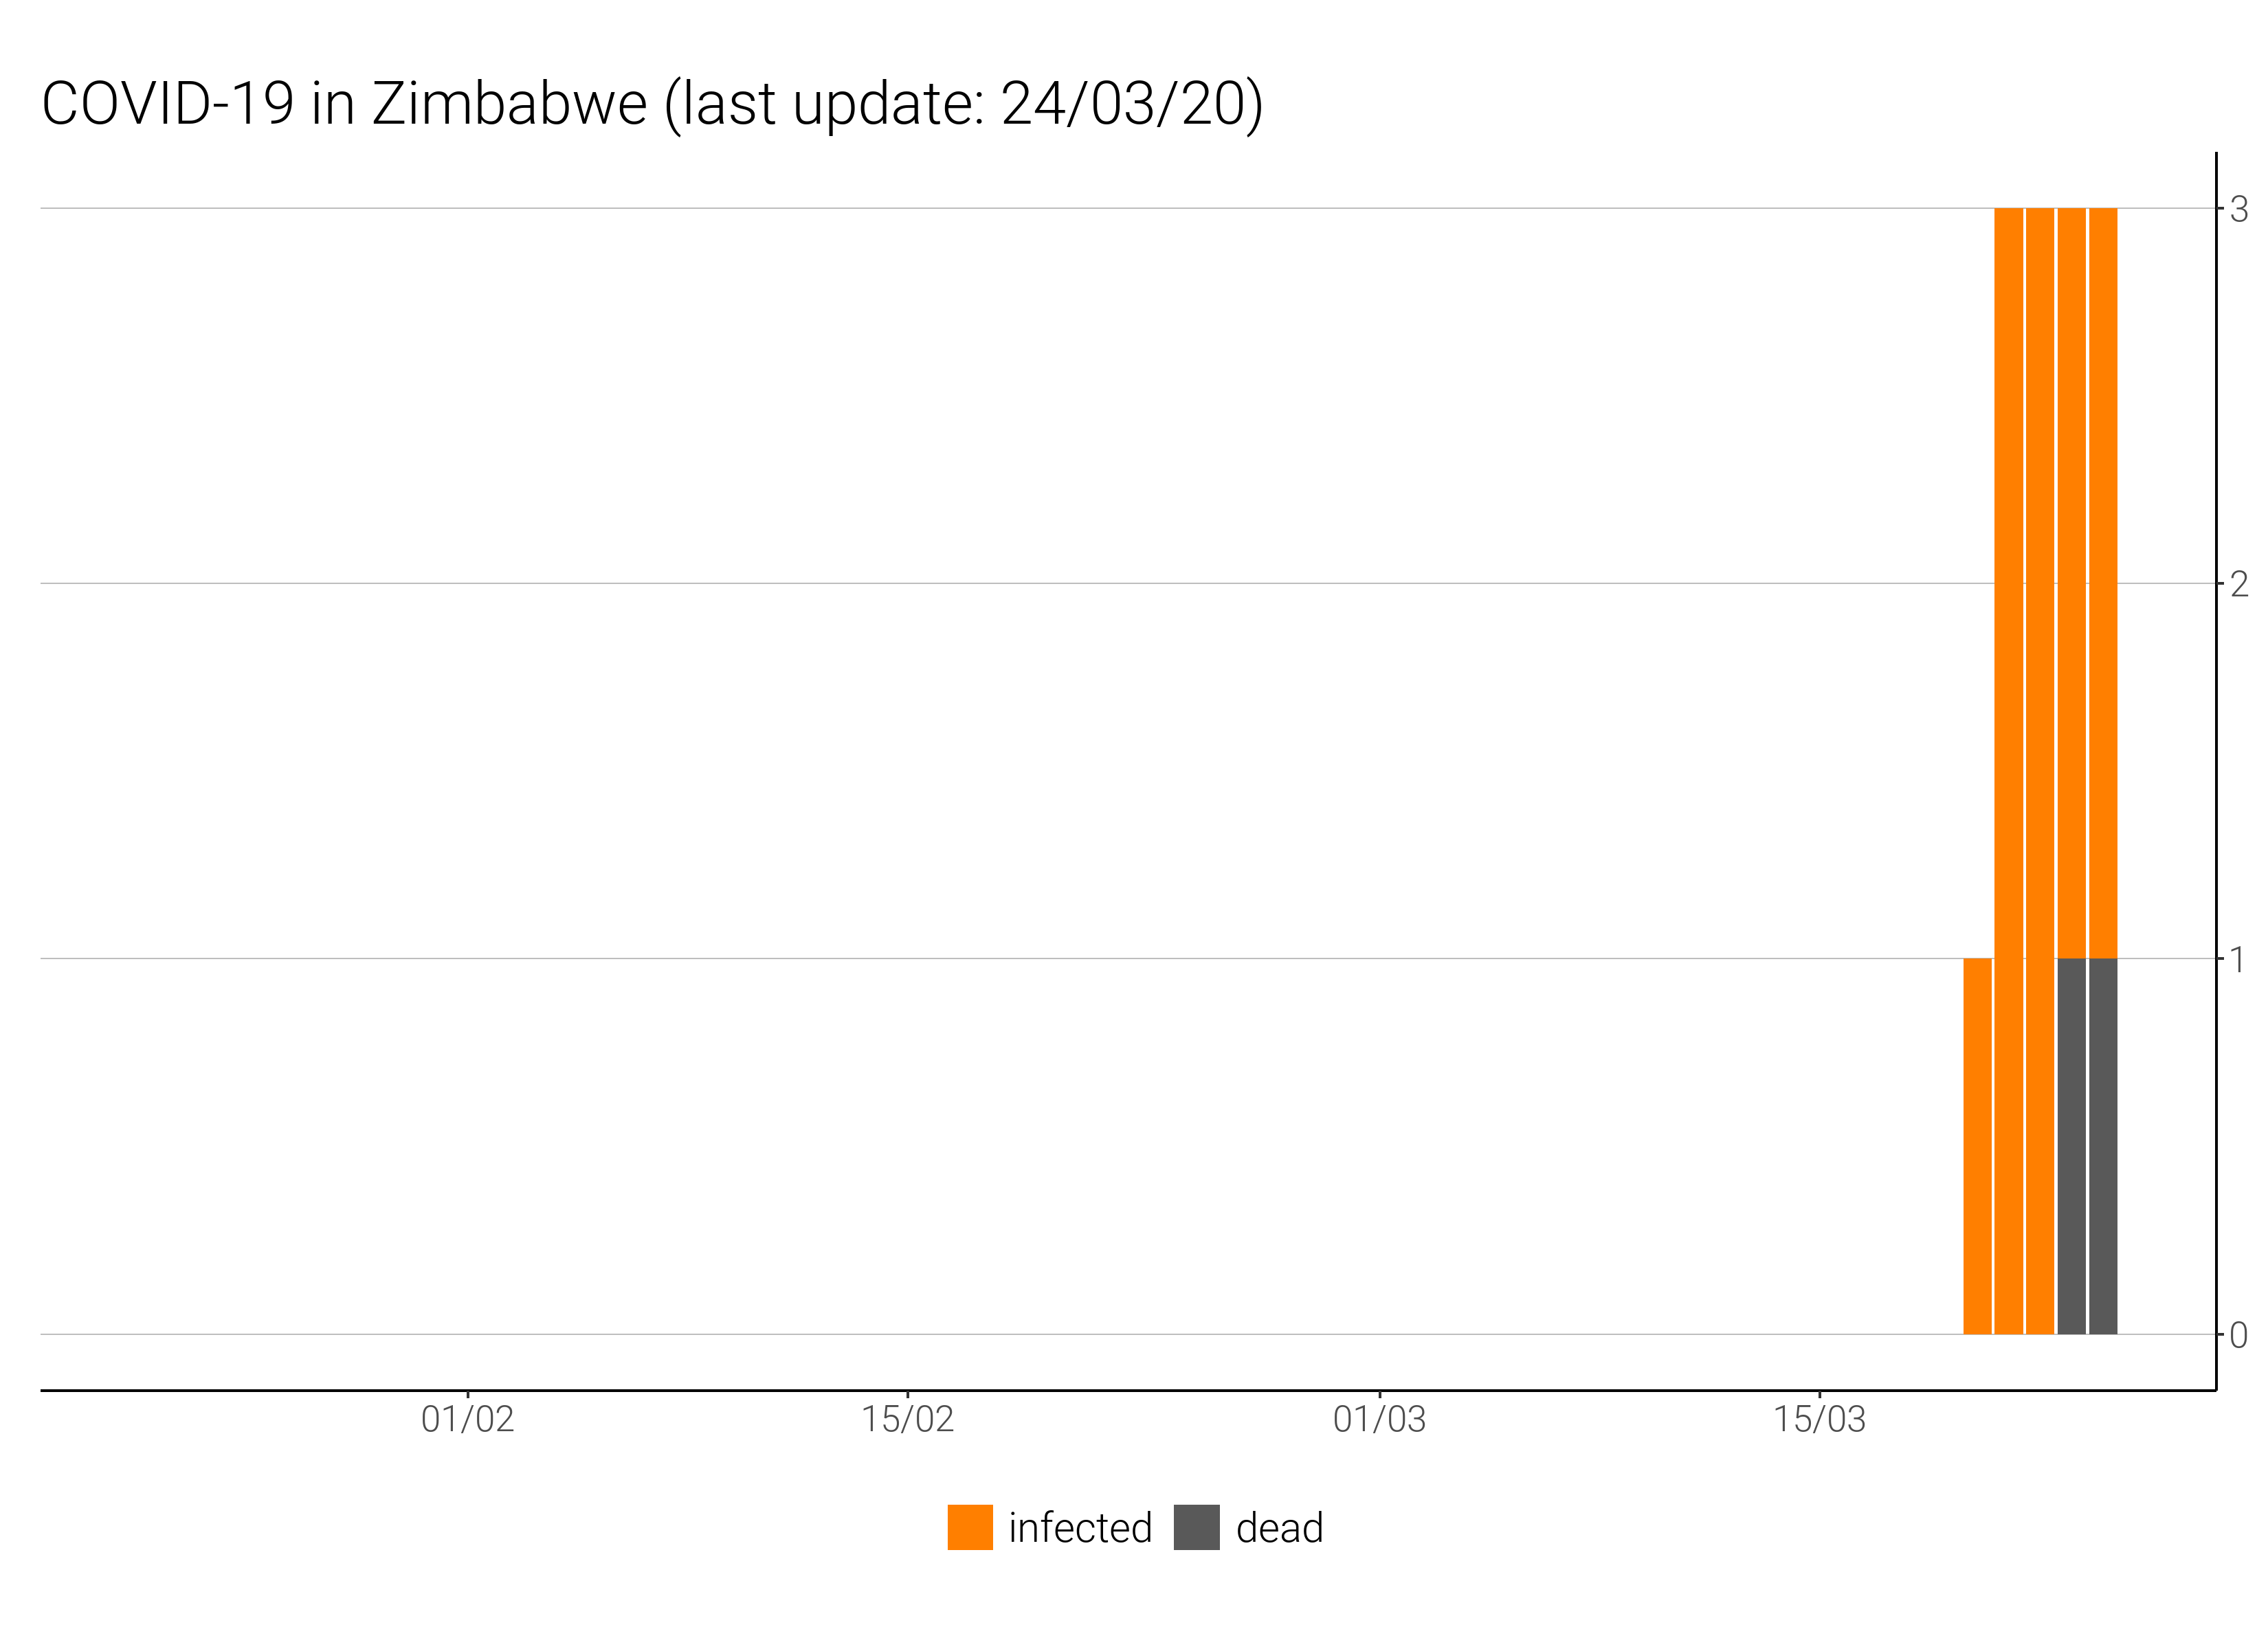 COVID-19 in Zimbabwe (last update: 24/03/20)
3
2
1
0
01/02 15/02 01/03 15/03
infected dead